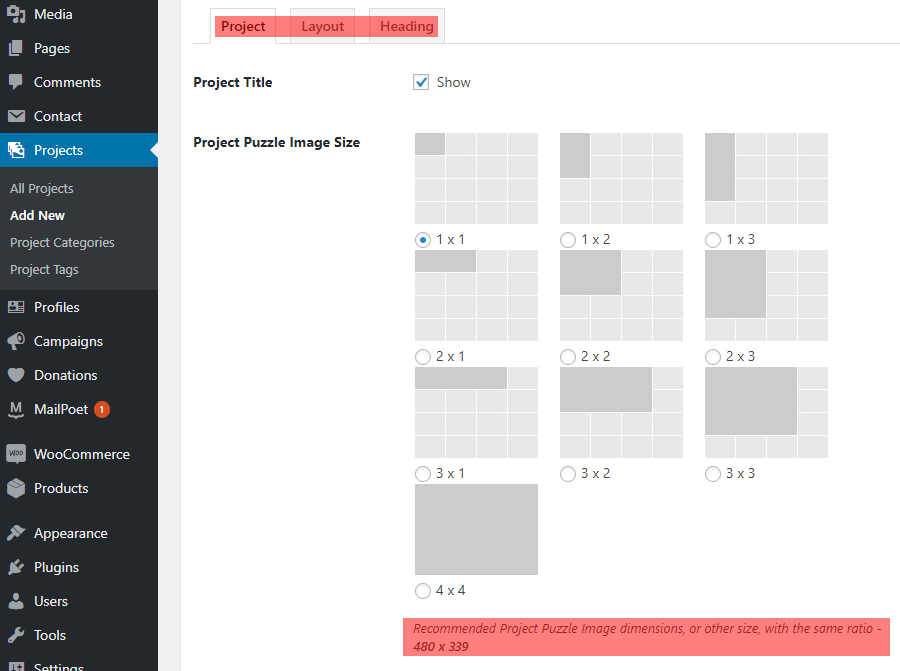 Media
Pages
Comments
Contact
Projects
All Projects
Add New
Project Categories
Project Tags
Profiles
Campaigns
Donations
MailPoet 1
WOO WooCommerce
Products
Appearance
Plugins
Users
Tools
Settings
Project Layout Heading
Project Title Show
Project Puzzle Image Size
1 x 1 1 x 2 1 x 3
2 x 1 2 x 2 2 x 3
3 x 1 3 x 2 3 x 3
4 x 4
Recommended Project Puzzle Image dimensions, or other size, with the same ratio -
480 x 339